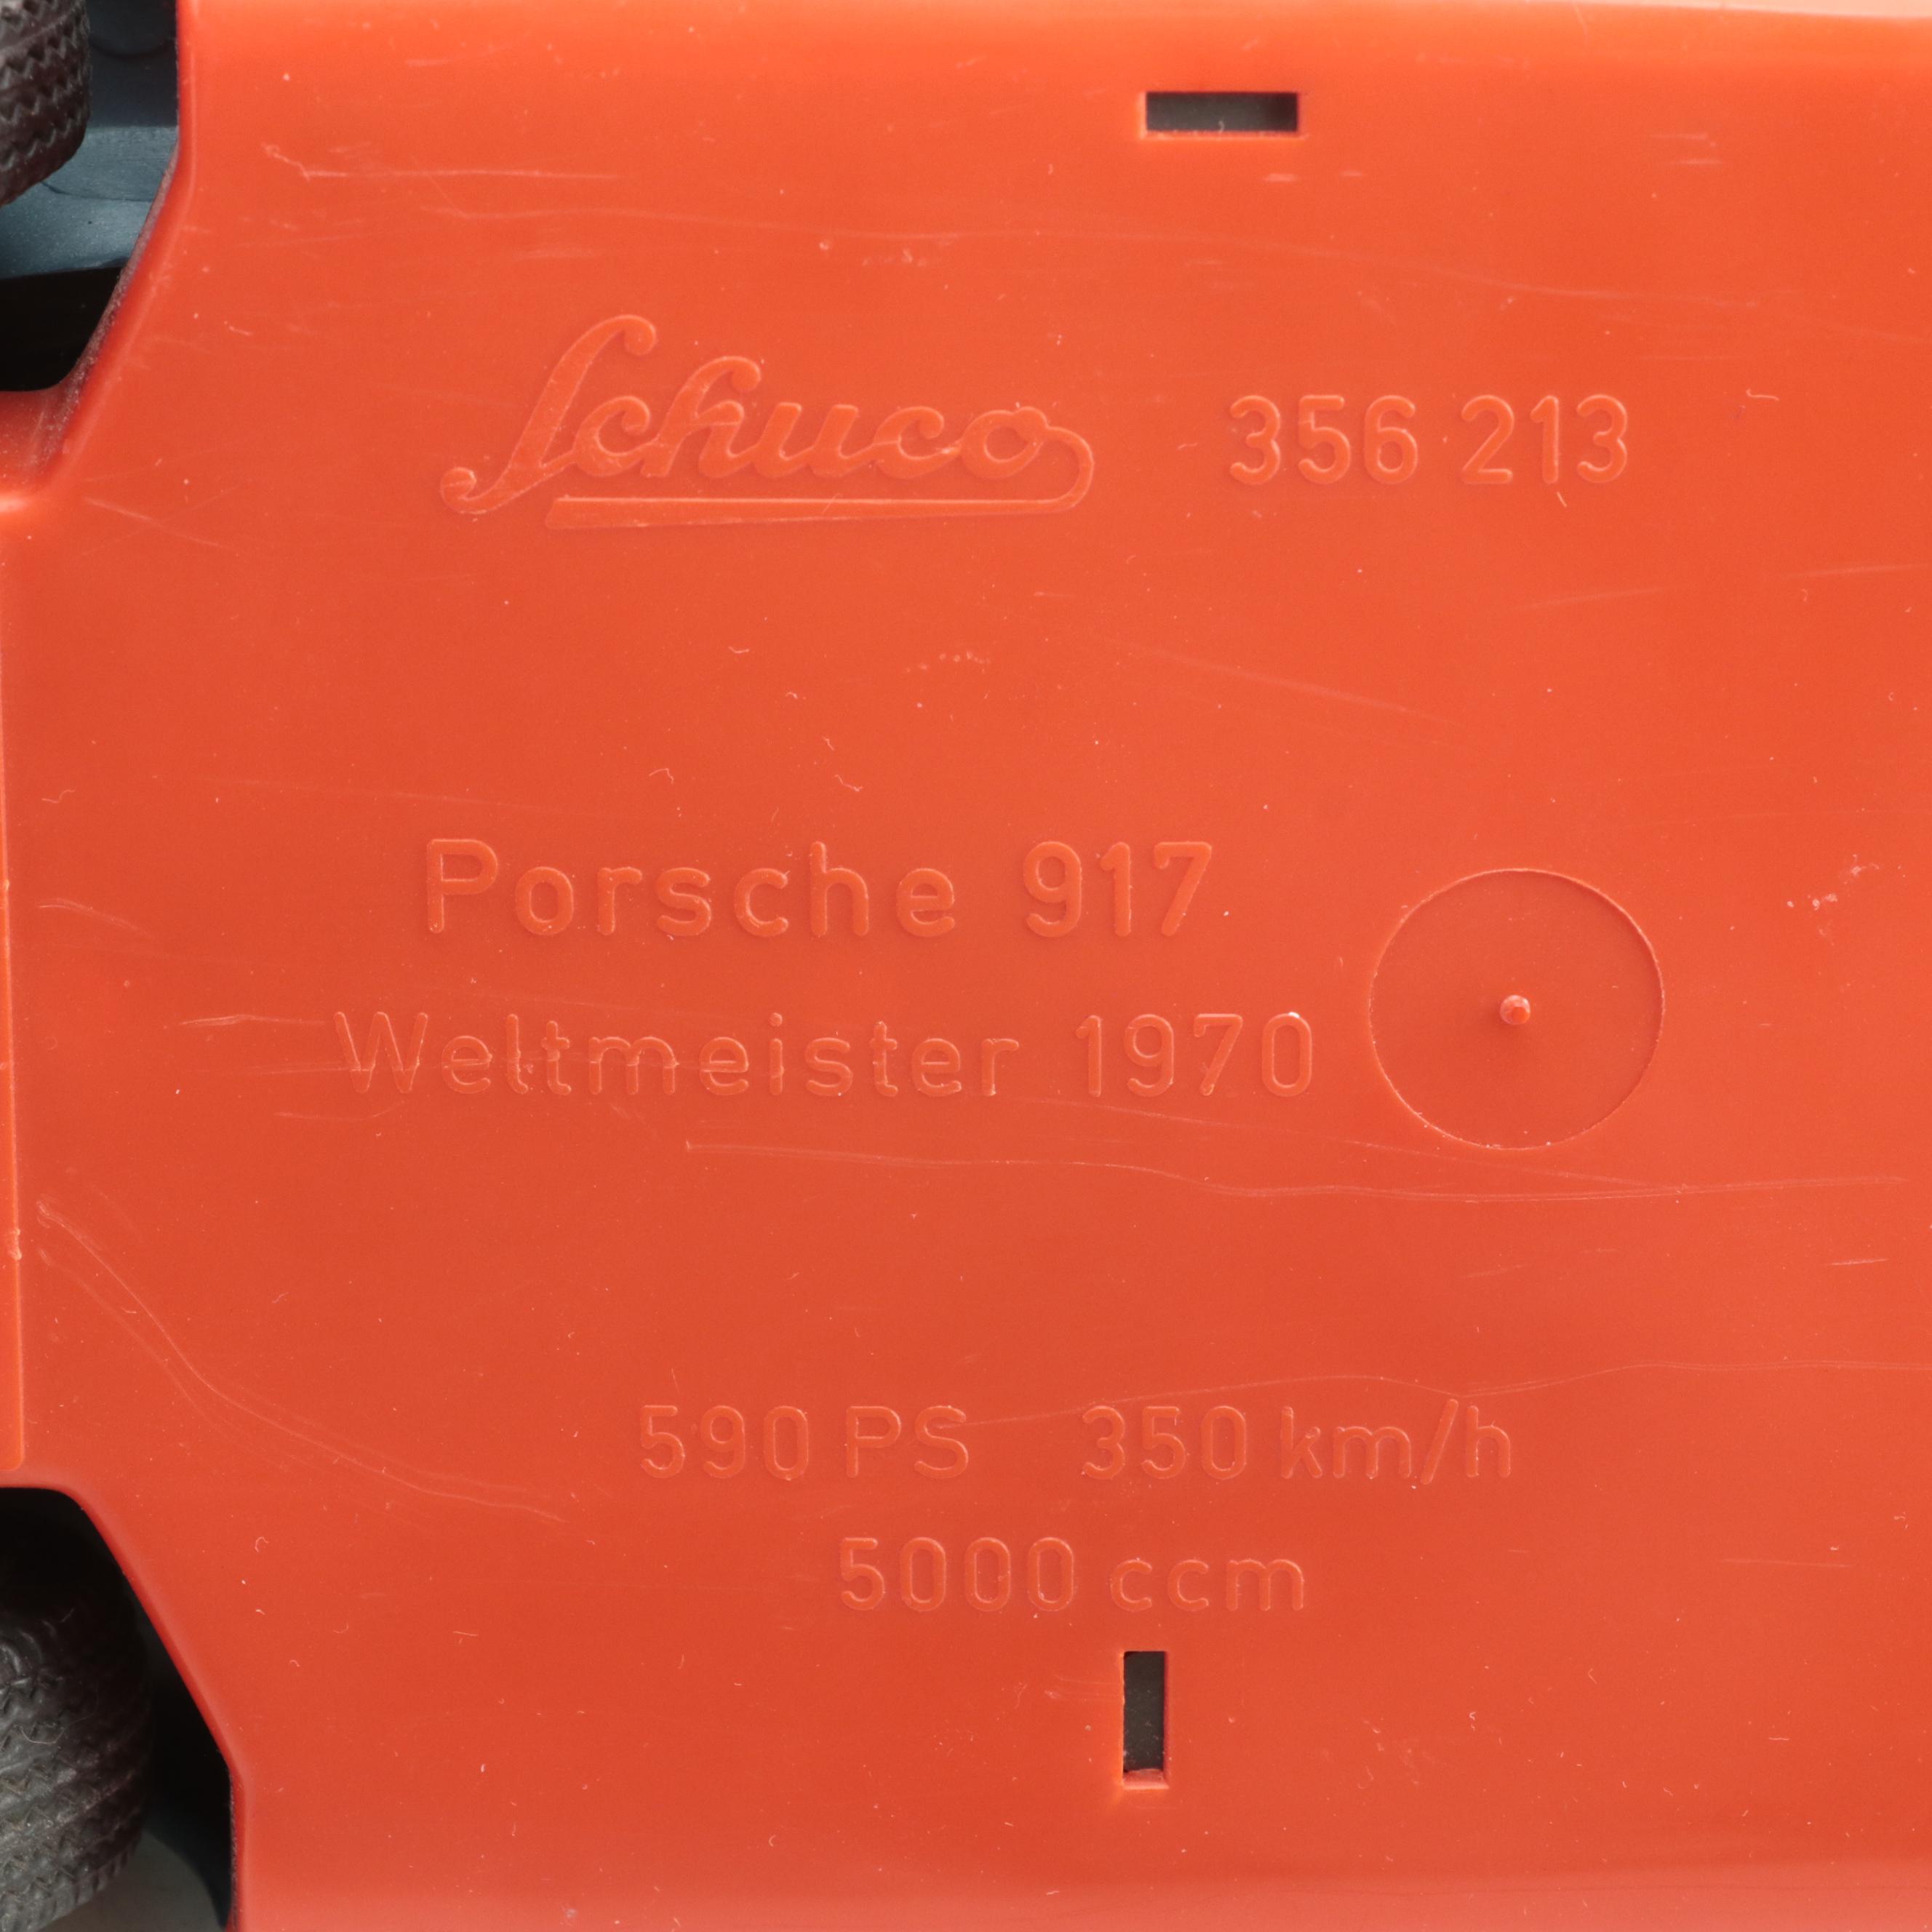 Schuco 356 213
Porsche 917
Weltmeister 1970
590 PS 350 km/h
5000 ccm